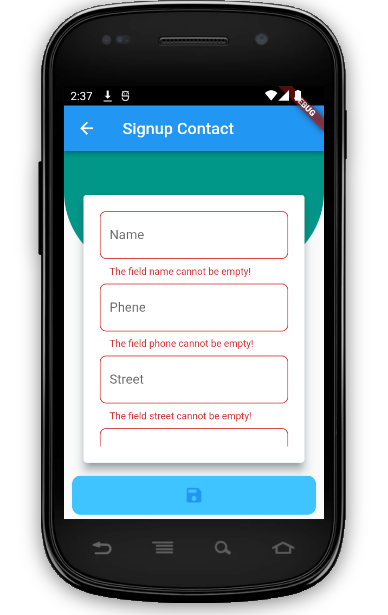 2:37
DEBUG
Signup Contact
Name
The field name cannot be empty!
Phene
The field phone cannot be empty!
Street
The field street cannot be empty!